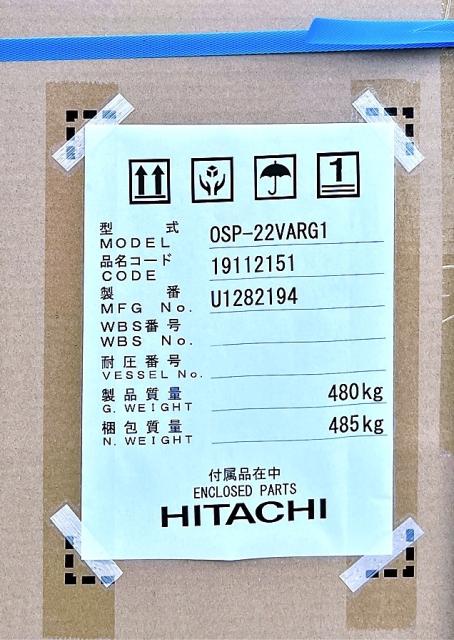 1
型 式 OSP-22VARG1
MODEL
品名コード 19112151
CODE
製 番 U1282194
MFG No.
WBS番号
WBS No.
耐圧番号
VESSEL No.
製品質量 480kg
G. WEIGHT
梱包質量 485kg
N. WEIGHT
付属品在中
ENCLOSED PARTS
HITACHI